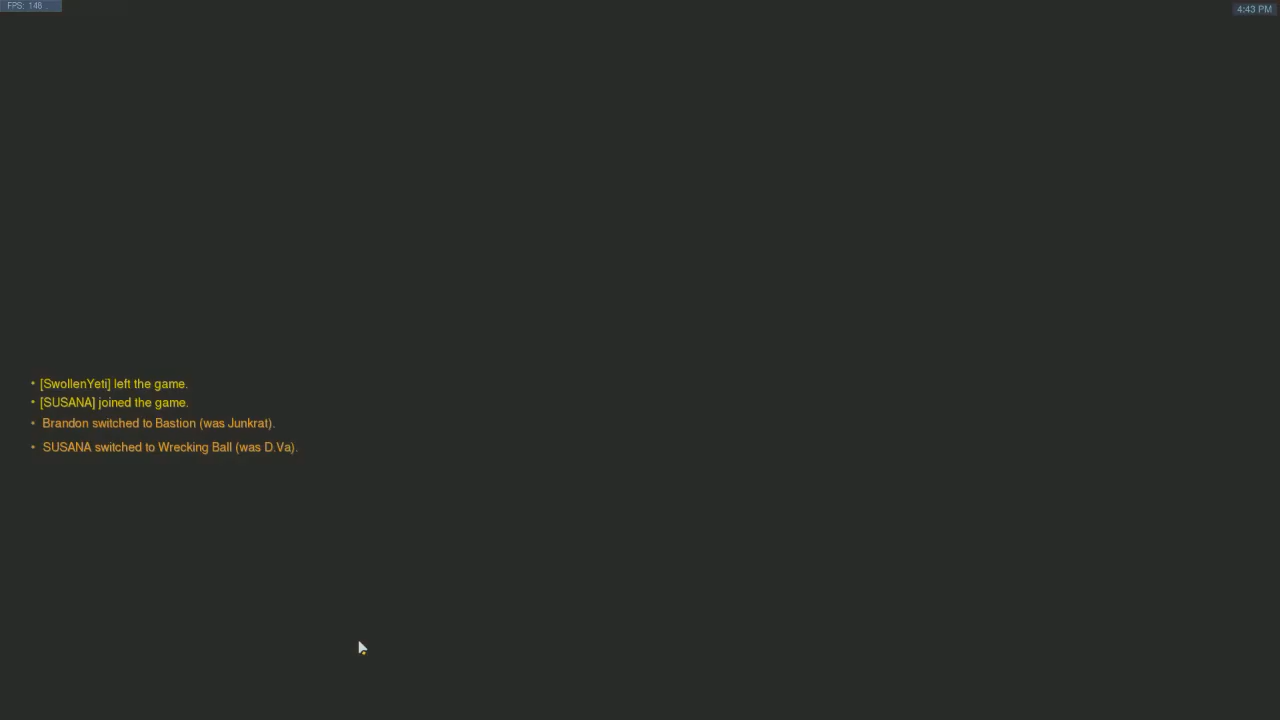 FPS: 148
4:43 PM
• [SwollenYeti] left the game.
• [SUSANA] joined the game.
• Brandon switched to Bastion (was Junkrat).
• SUSANA switched to Wrecking Ball (was D.Va).